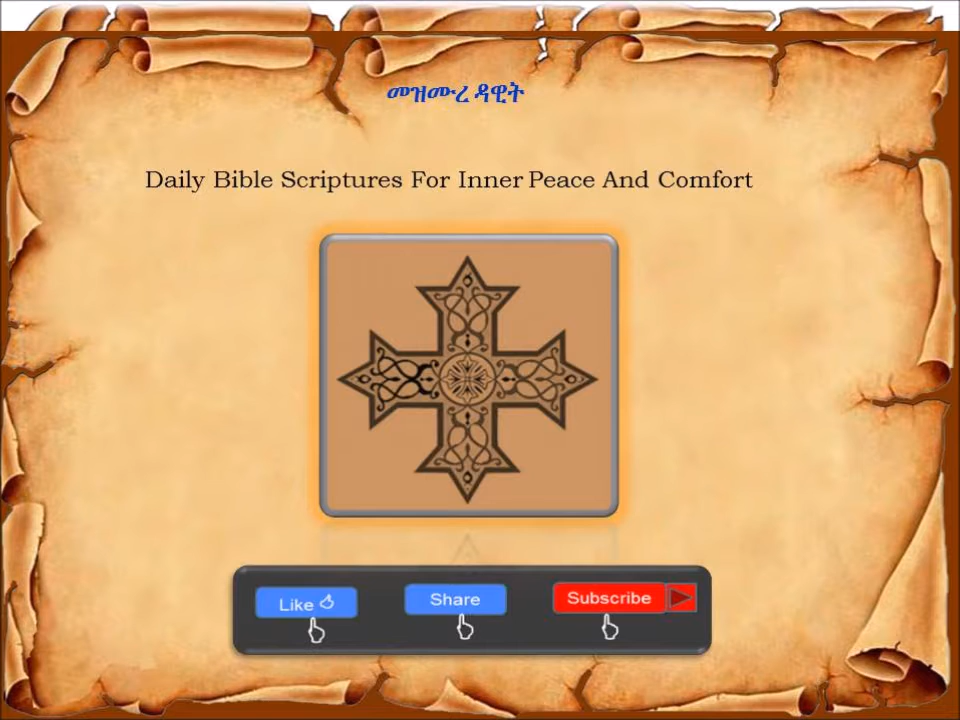 መዝሙረ ዳዊት
Daily Bible Scriptures For Inner Peace And Comfort
Like
Share
Subscribe